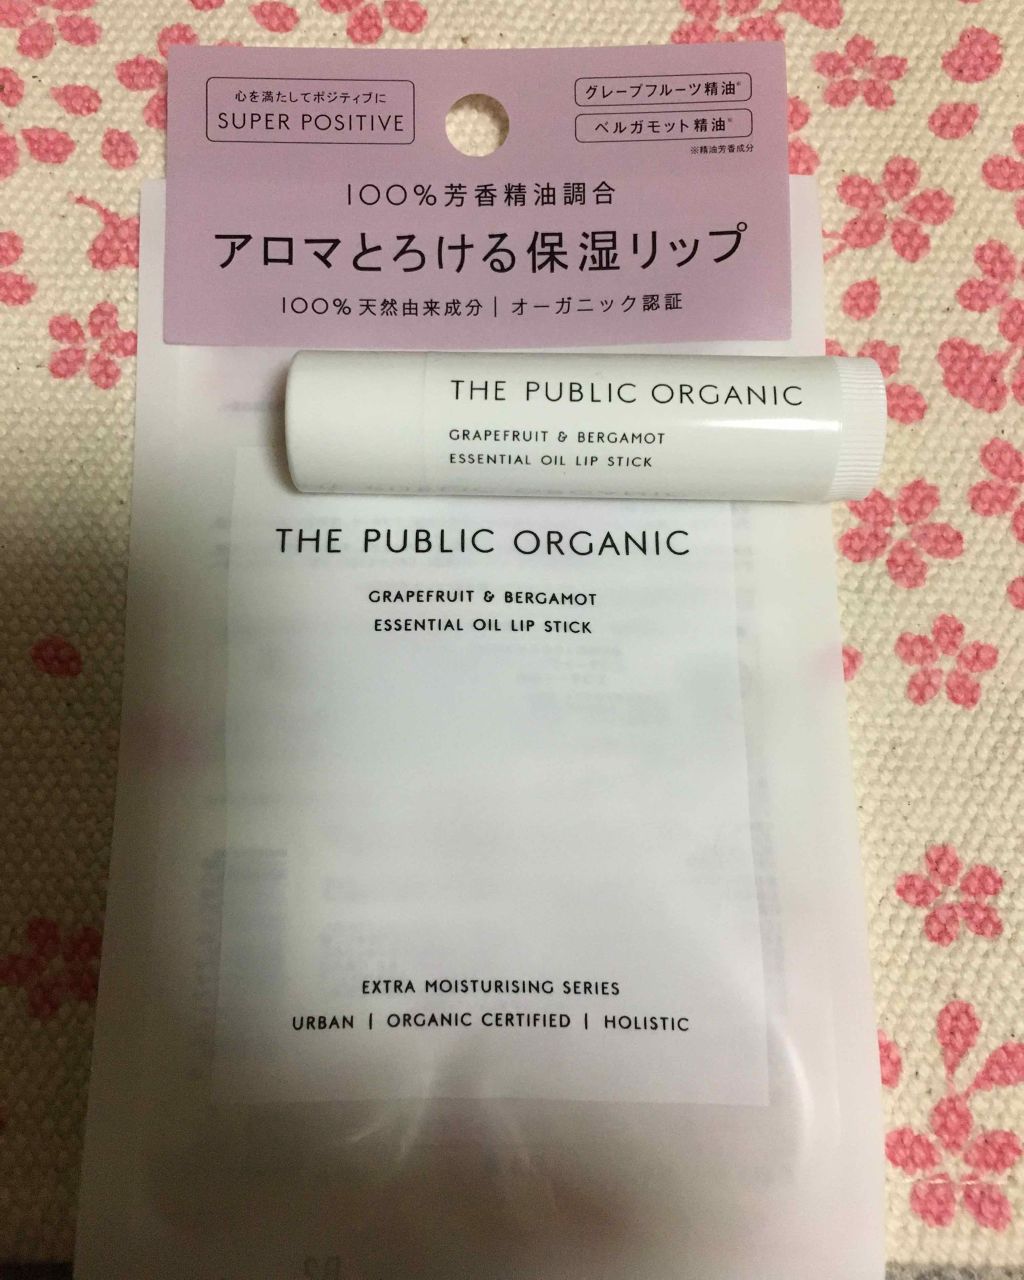 心を満たしてポジティブに
SUPER POSITIVE
グレープフルーツ精油※
ベルガモット精油※
※精油芳香成分
100%芳香精油調合
アロマとろける保湿リップ
100%天然由来成分 | オーガニック認証
THE PUBLIC ORGANIC
GRAPEFRUIT & BERGAMOT
ESSENTIAL OIL LIP STICK
THE PUBLIC ORGANIC
GRAPEFRUIT & BERGAMOT
ESSENTIAL OIL LIP STICK
EXTRA MOISTURISING SERIES
URBAN | ORGANIC CERTIFIED | HOLISTIC